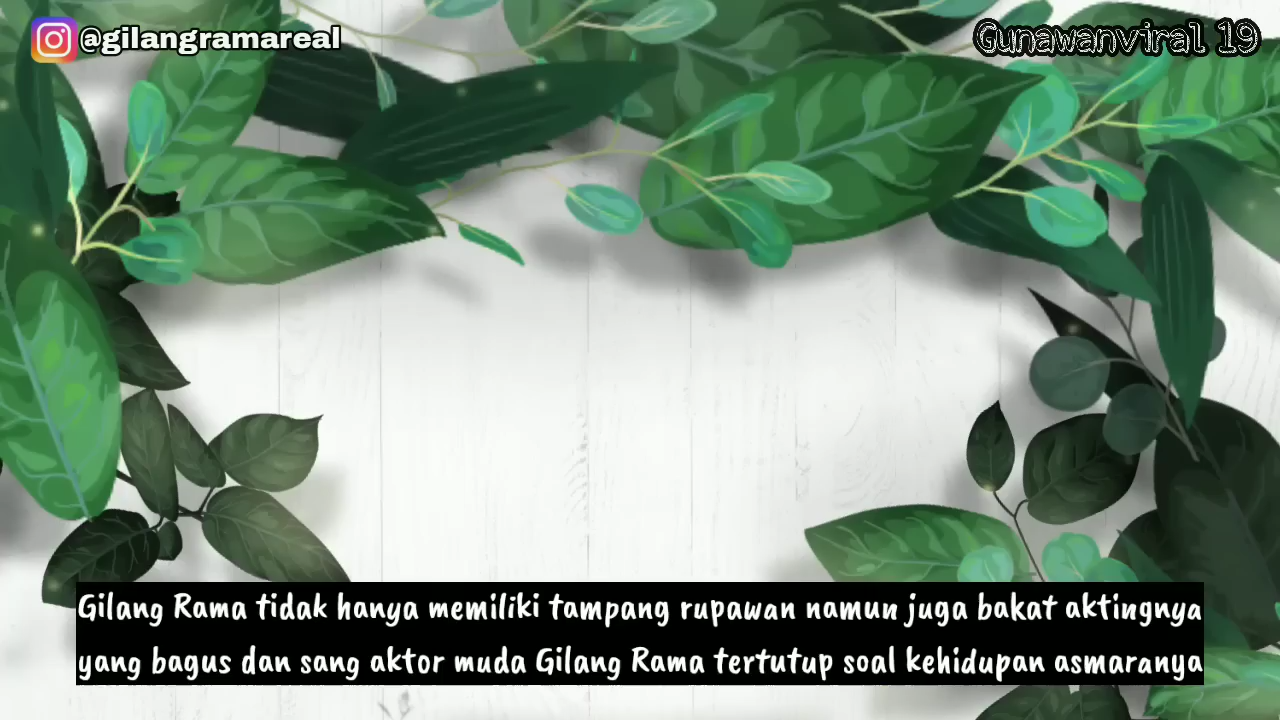 @gilangramareal
Gunawanviral 19
Gilang Rama tidak hanya memiliki tampang rupawan namun juga bakat aktingnya
yang bagus dan sang aktor muda Gilang Rama tertutup soal kehidupan asmaranya